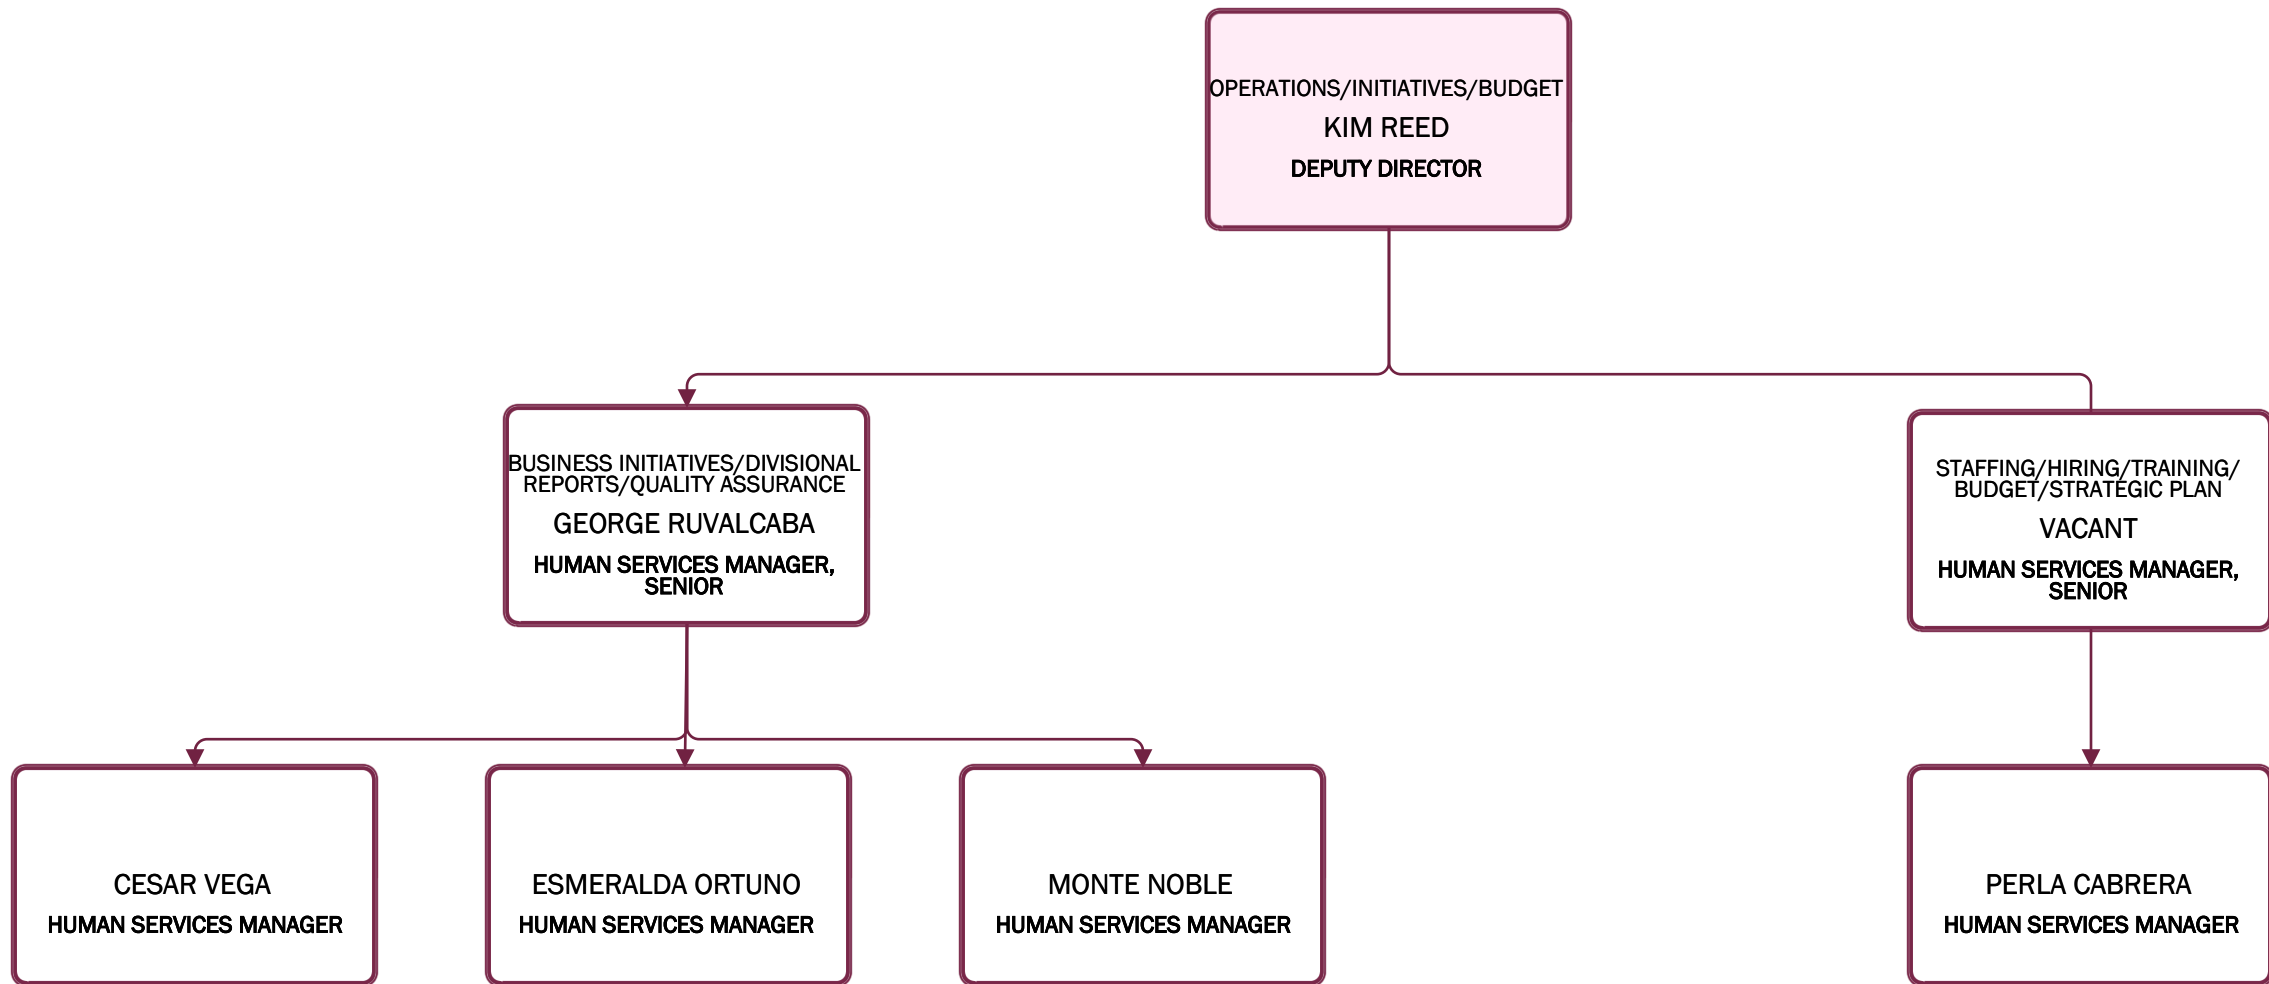 OPERATIONS/INITIATIVES/BUDGET
KIM REED
DEPUTY DIRECTOR
BUSINESS INITIATIVES/DIVISIONAL
REPORTS/QUALITY ASSURANCE
GEORGE RUVALCABA
HUMAN SERVICES MANAGER,
SENIOR
STAFFING/HIRING/TRAINING/
BUDGET/STRATEGIC PLAN
VACANT
HUMAN SERVICES MANAGER,
SENIOR
CESAR VEGA
HUMAN SERVICES MANAGER
ESMERALDA ORTUNO
HUMAN SERVICES MANAGER
MONTE NOBLE
HUMAN SERVICES MANAGER
PERLA CABRERA
HUMAN SERVICES MANAGER